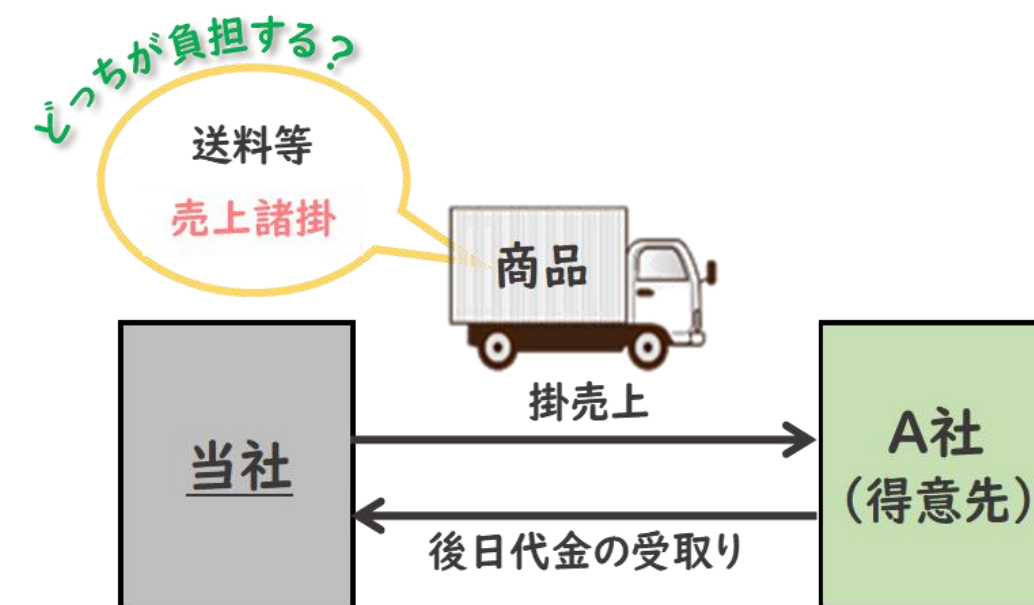 どっちが負担する?
送料等
売上諸掛
商品
掛売上
当社
A社
(得意先)
後日代金の受取り